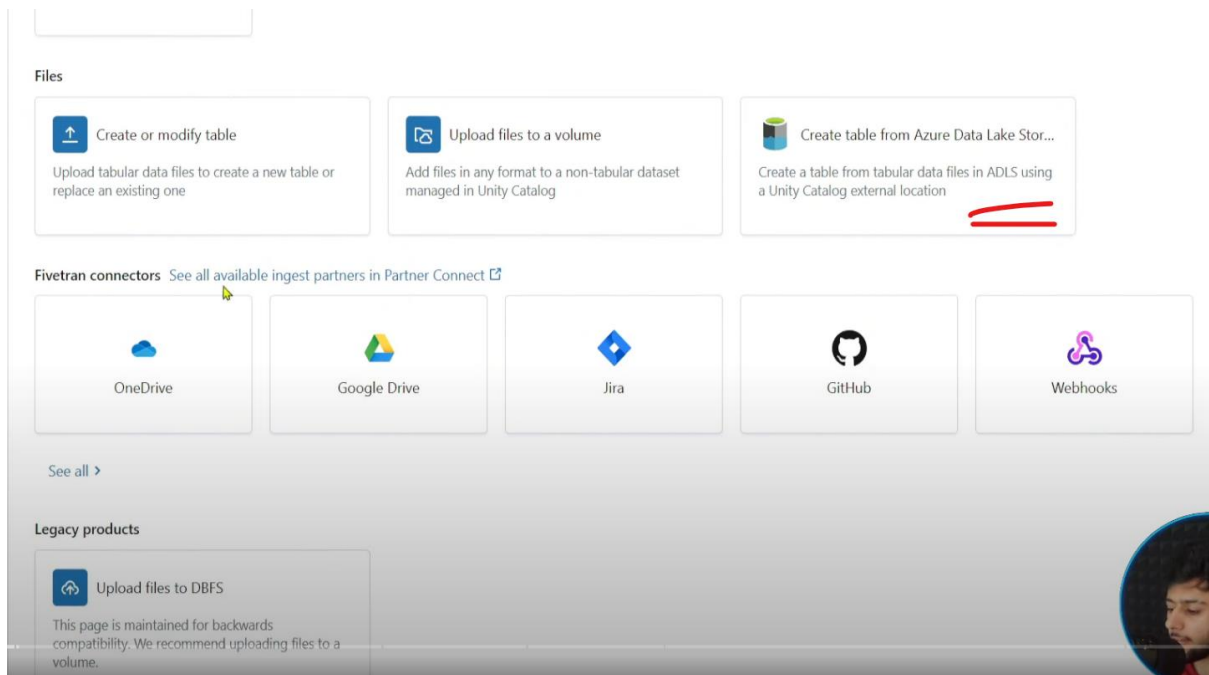 Files
Create or modify table
Upload tabular data files to create a new table or
replace an existing one
Upload files to a volume
Add files in any format to a non-tabular dataset
managed in Unity Catalog
Create table from Azure Data Lake Stor...
Create a table from tabular data files in ADLS using
a Unity Catalog external location
Fivetran connectors See all available ingest partners in Partner Connect
OneDrive
Google Drive
Jira
GitHub
Webhooks
See all >
Legacy products
Upload files to DBFS
This page is maintained for backwards
compatibility. We recommend uploading files to a
volume.